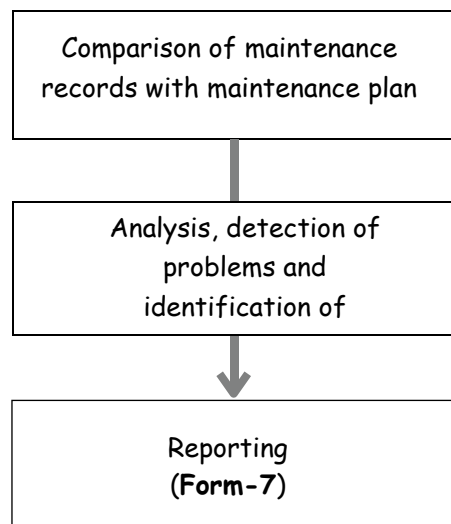 Comparison of maintenance
records with maintenance plan
Analysis, detection of
problems and
identification of
Reporting
(Form-7)